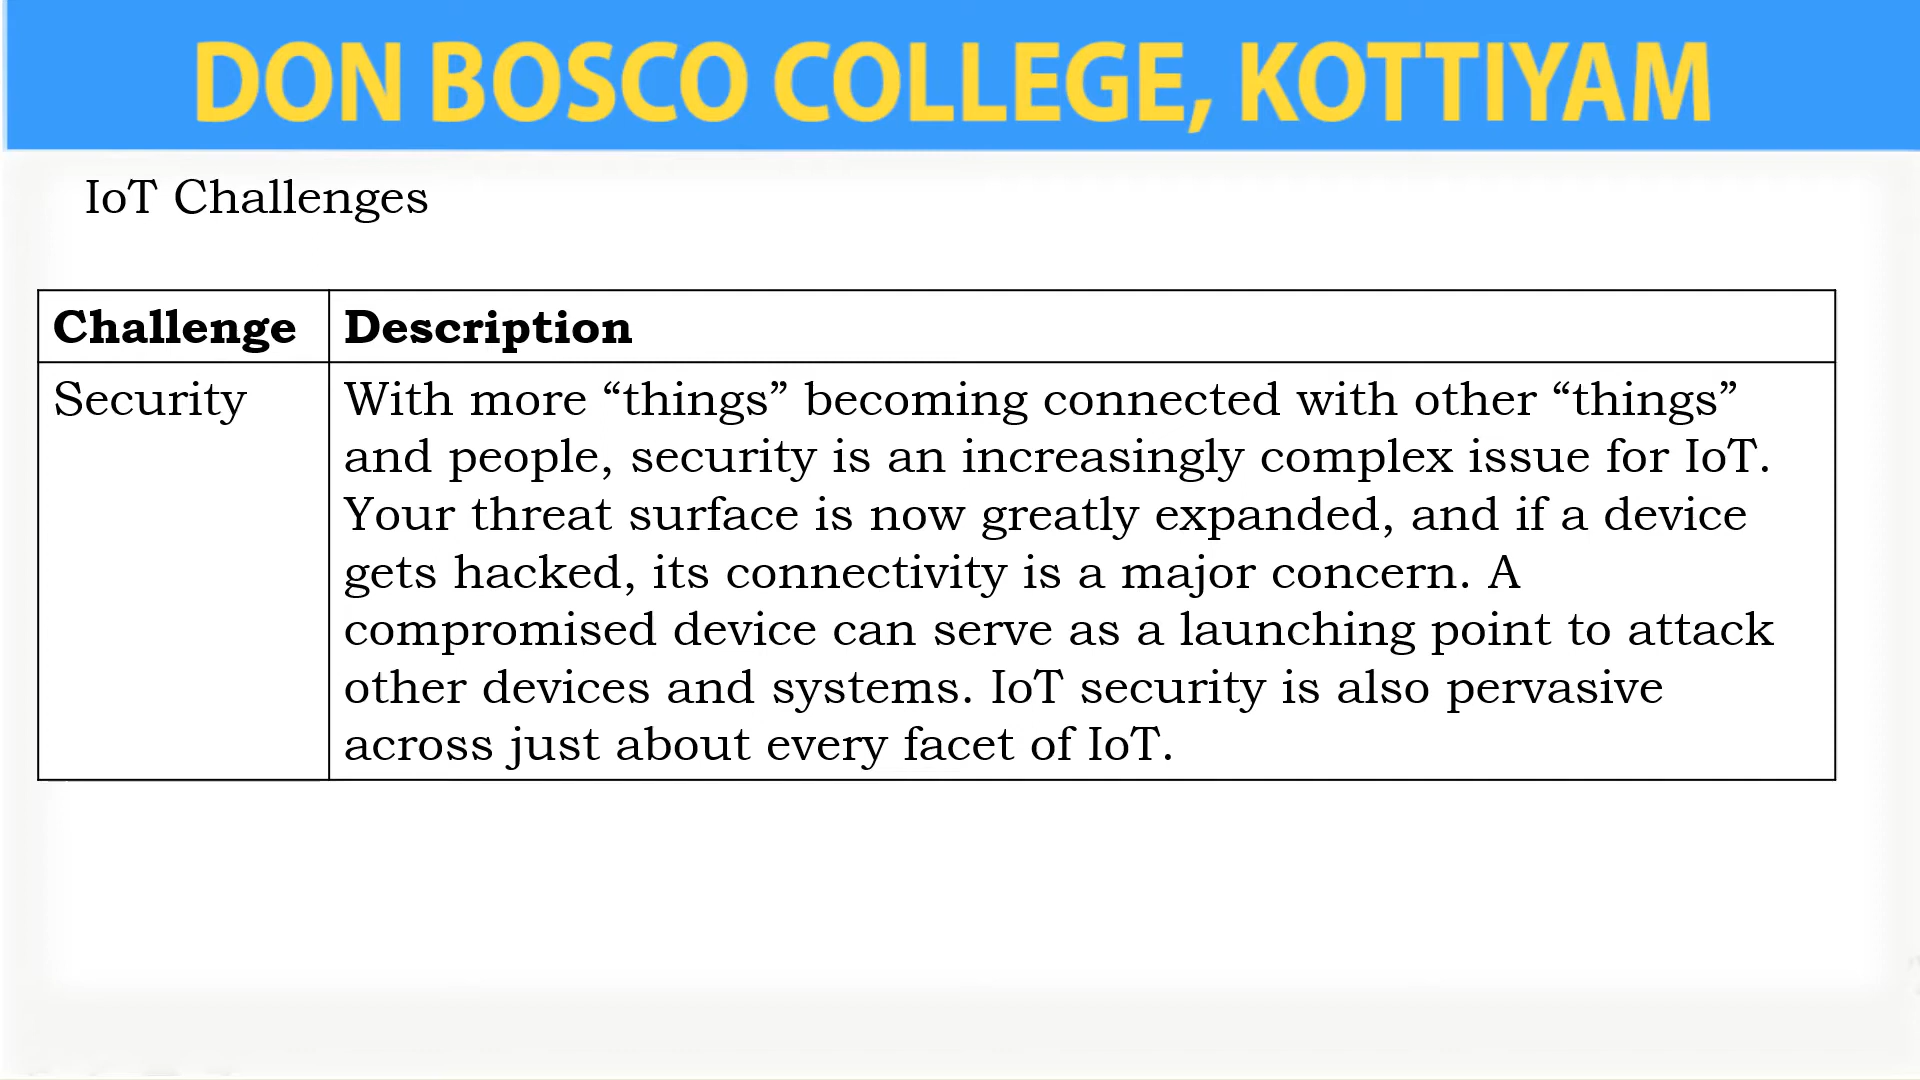 DON BOSCO COLLEGE, KOTTIYAM
IoT Challenges
Challenge
Description
Security
With more “things” becoming connected with other “things”
and people, security is an increasingly complex issue for IoT.
Your threat surface is now greatly expanded, and if a device
gets hacked, its connectivity is a major concern. A
compromised device can serve as a launching point to attack
other devices and systems. IoT security is also pervasive
across just about every facet of IoT.